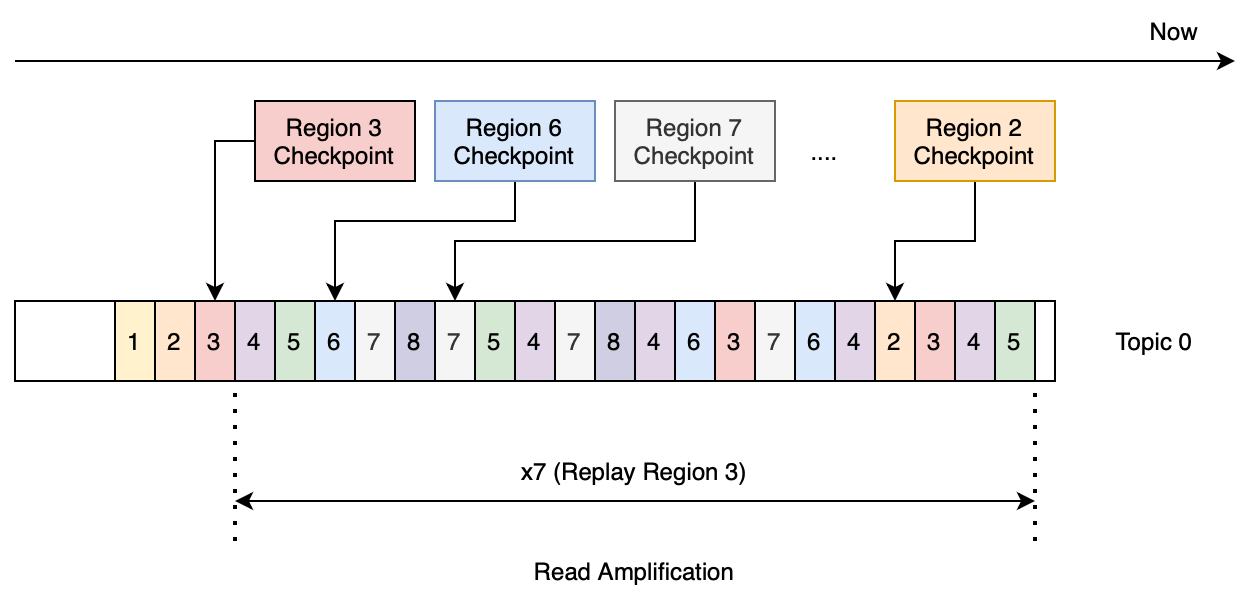 Now
Region 3
Checkpoint
Region 6
Checkpoint
Region 7
Checkpoint
....
Region 2
Checkpoint
1 2 3 4 5 6 7 8 7 5 4 7 8 4 6 3 7 6 4 2 3 4 5 Topic 0
x7 (Replay Region 3)
Read Amplification